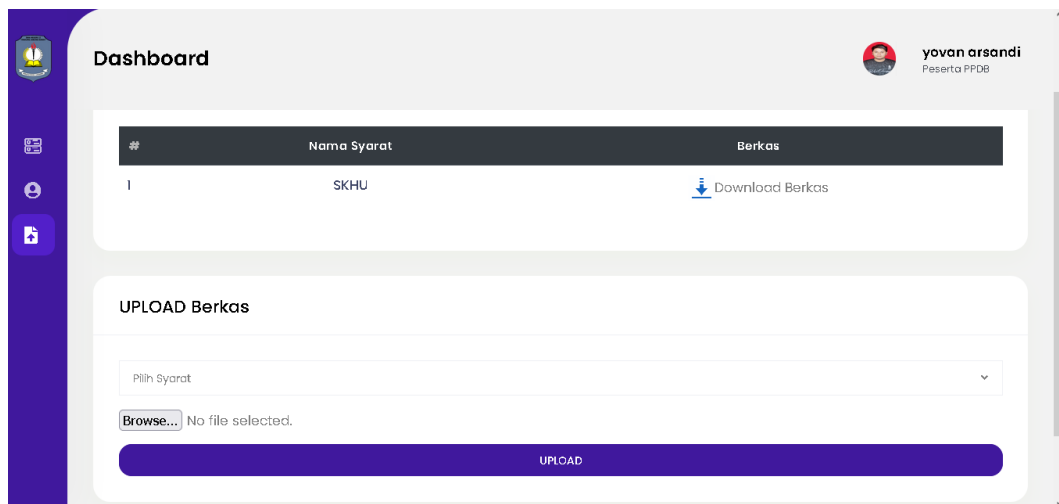 Dashboard
yovan arsandi
Peserta PPDB
# Nama Syarat Berkas
1 SKHU Download Berkas
UPLOAD Berkas
Pilih Syarat
Browse... No file selected.
UPLOAD